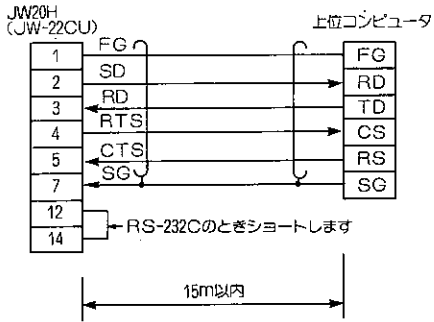 JW20H
(JW-22CU)
上位コンピュータ
1 FG FG
2 SD RD
3 RD TD
4 RTS CS
5 CTS RS
7 SG SG
12
14
RS-232Cのときショートします
15m以内